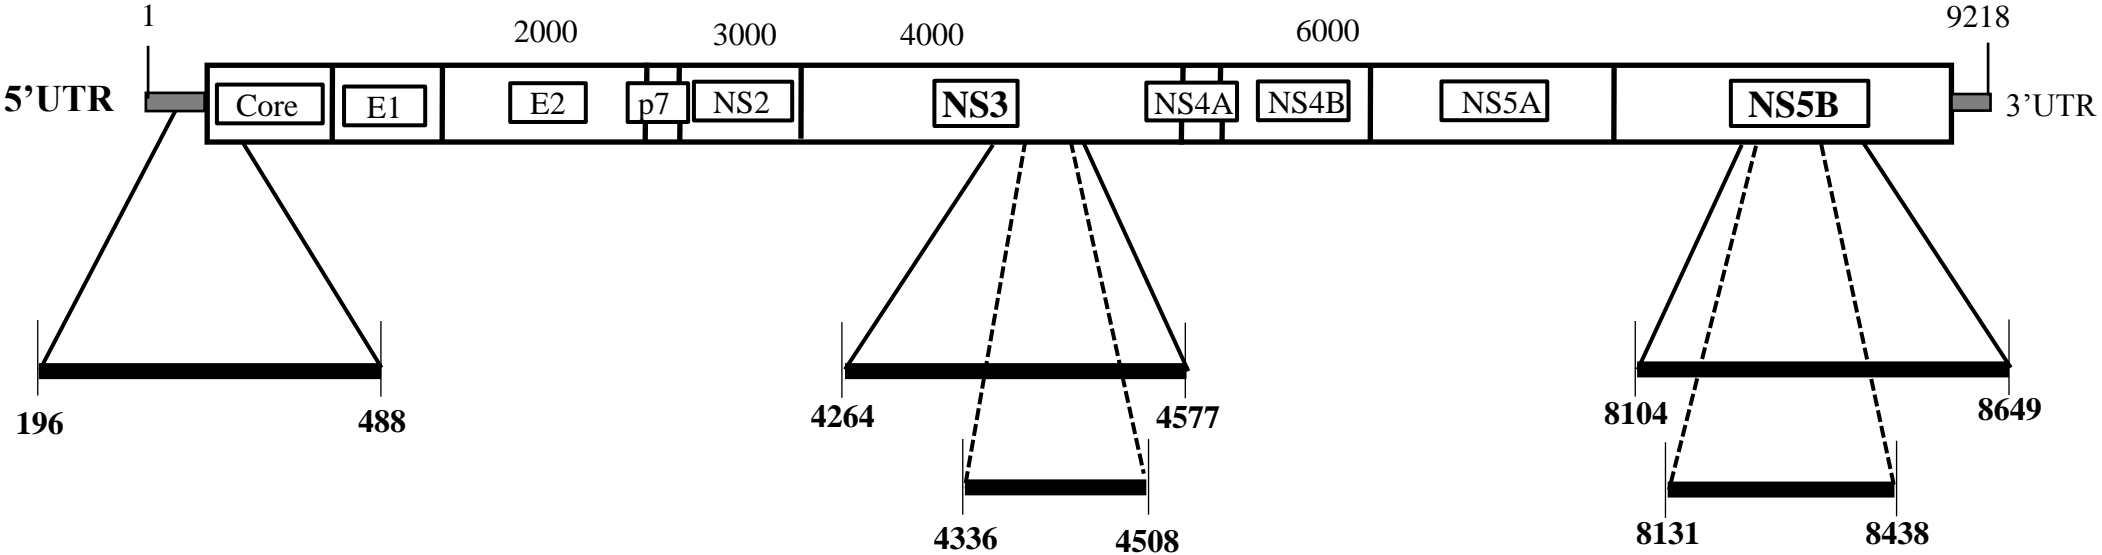 1 2000 3000 4000 6000 9218
5’UTR Core E1 E2 p7 NS2 NS3 NS4A NS4B NS5A NS5B 3’UTR
196 488 4264 4577 8104 8649
4336 4508 8131 8438